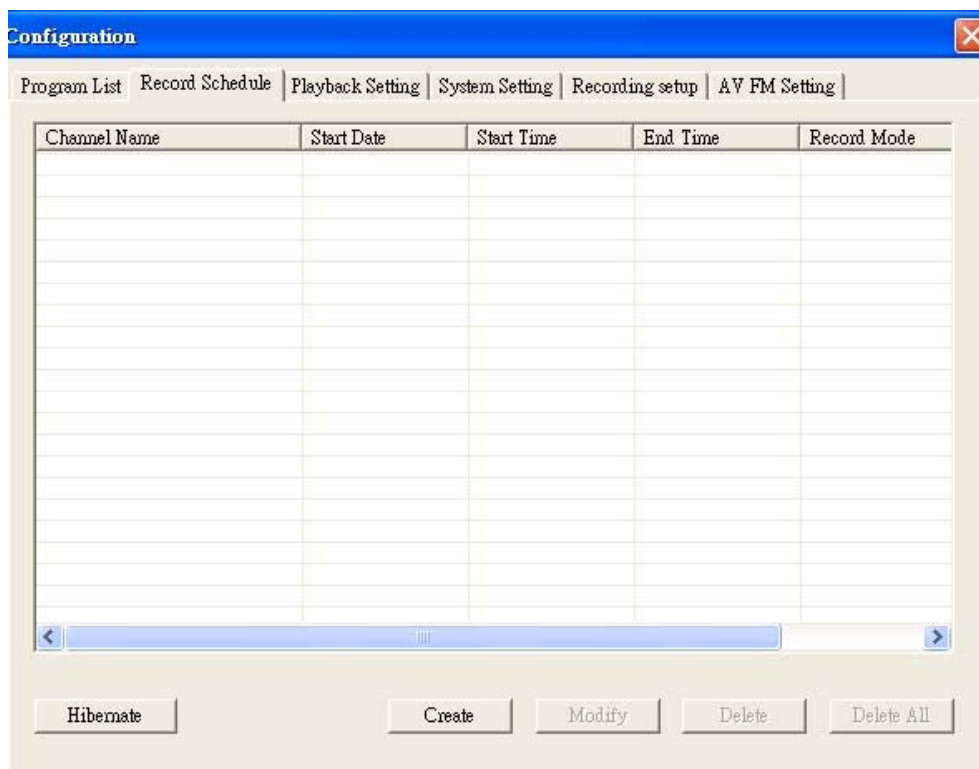 Configuration
Program List Record Schedule Playback Setting System Setting Recording setup AV FM Setting
Channel Name Start Date Start Time End Time Record Mode
Hibernate Create Modify Delete Delete All